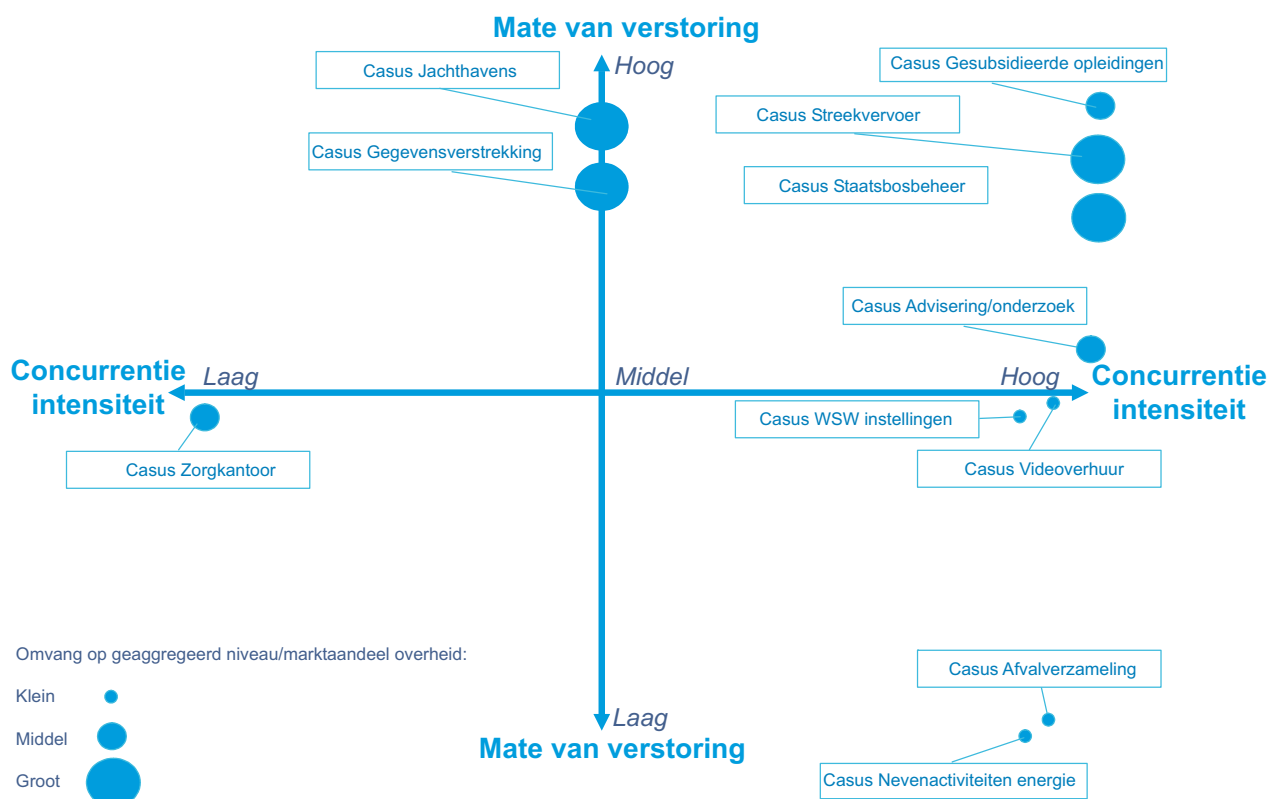 Mate van verstoring
Hoog
Casus Jachthavens
Casus Gesubsidieerde opleidingen
Casus Streekvervoer
Casus Gegevensverstrekking
Casus Staatsbosbeheer
Casus Advisering/onderzoek
Concurrentie
intensiteit
Laag
Middel
Hoog
Concurrentie
intensiteit
Casus WSW instellingen
Casus Zorgkantoor
Casus Videoverhuur
Omvang op geaggregeerd niveau/marktaandeel overheid:
Klein
Middel
Groot
Casus Afvalverzameling
Laag
Mate van verstoring
Casus Nevenactiviteiten energie